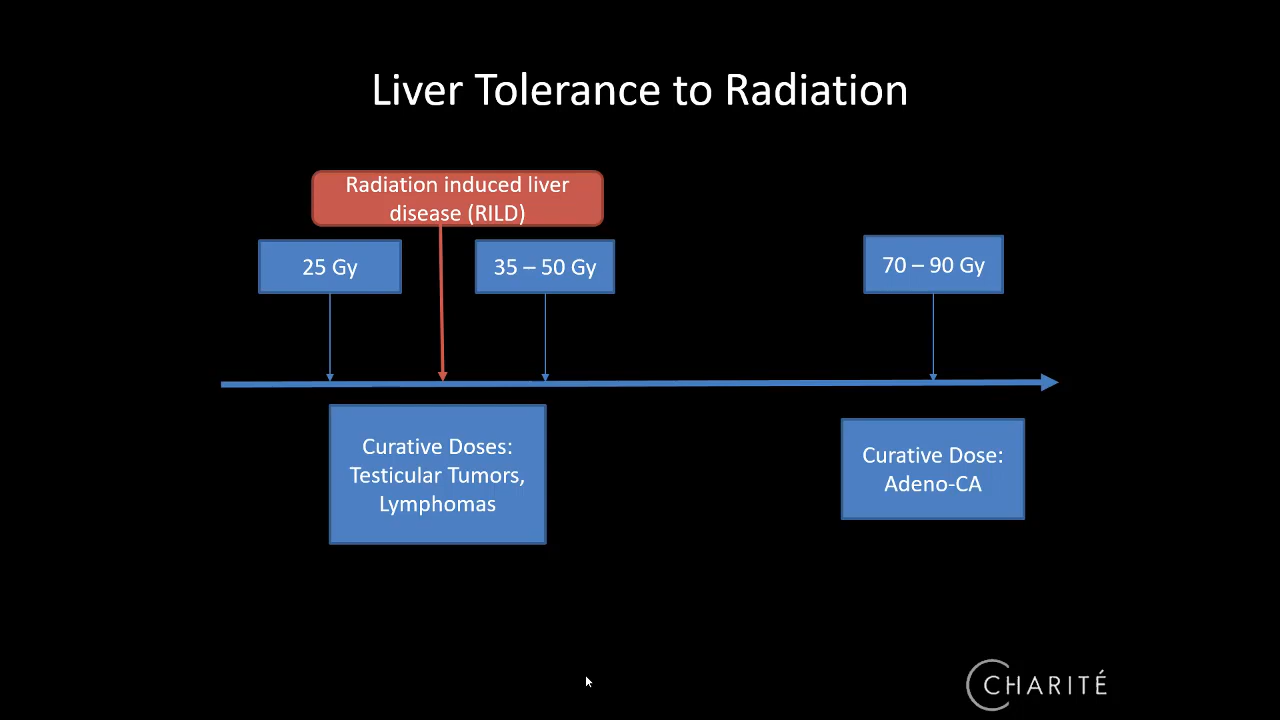 Liver Tolerance to Radiation
Radiation induced liver
disease (RILD)
25 Gy
35 – 50 Gy
70 – 90 Gy
Curative Doses:
Testicular Tumors,
Lymphomas
Curative Dose:
Adeno-CA
CHARITÉ